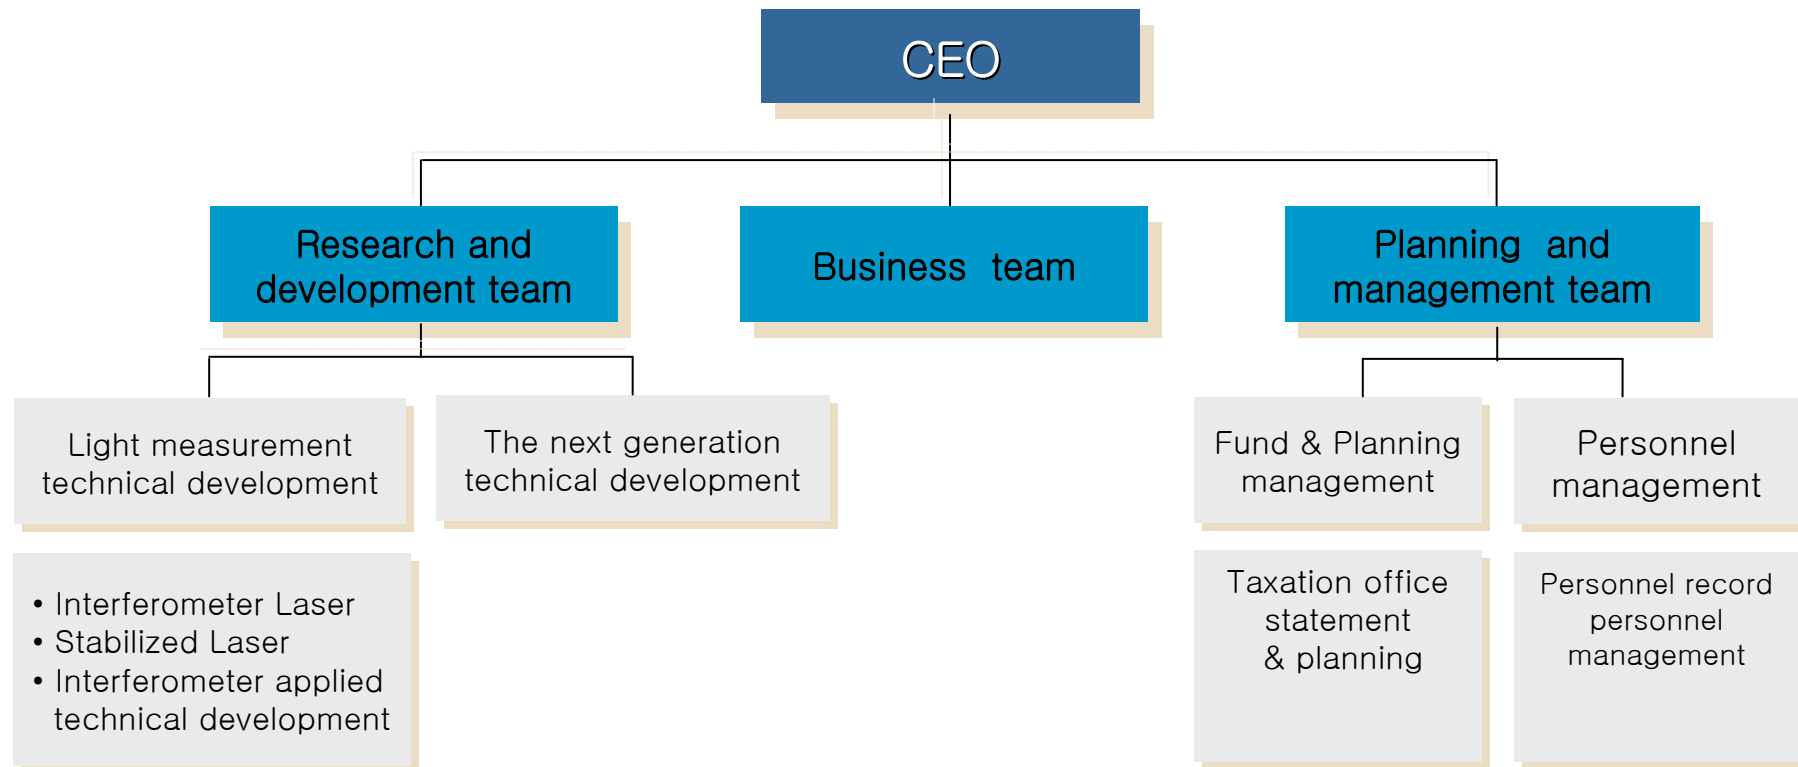 CEO
Research and
development team
Business team
Planning and
management team
Light measurement
technical development
The next generation
technical development
Fund & Planning
management
Personnel
management
• Interferometer Laser
• Stabilized Laser
• Interferometer applied
technical development
Taxation office
statement
& planning
Personnel record
personnel
management